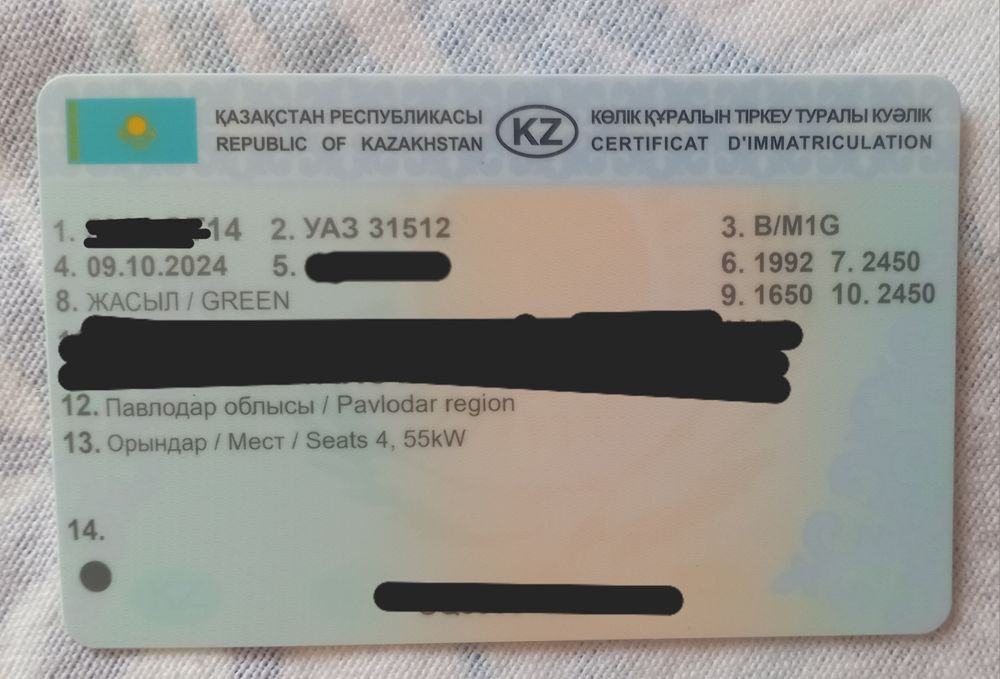 ҚАЗАҚСТАН РЕСПУБЛИКАСЫ KZ КӨЛІК ҚҰРАЛЫН ТІРКЕУ ТУРАЛЫ КУӘЛІК
REPUBLIC OF KAZAKHSTAN CERTIFICAT D'IMMATRICULATION
1. 14 2. УАЗ 31512 3. B/M1G
4. 09.10.2024 5. 6. 1992 7. 2450
8. ЖАСЫЛ / GREEN 9. 1650 10. 2450
12. Павлодар облысы / Pavlodar region
13. Орындар / Мест / Seats 4, 55kW
14.
KZ